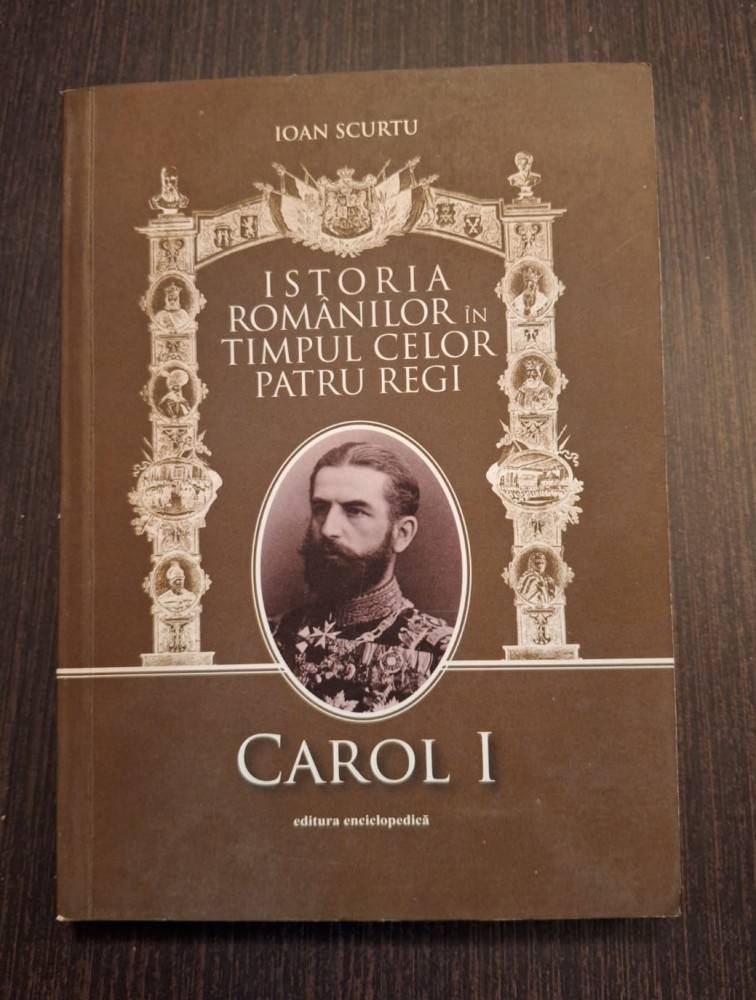 IOAN SCURTU
ISTORIA
ROMÂNILOR ÎN
TIMPUL CELOR
PATRU REGI
CAROL I
editura enciclopedică